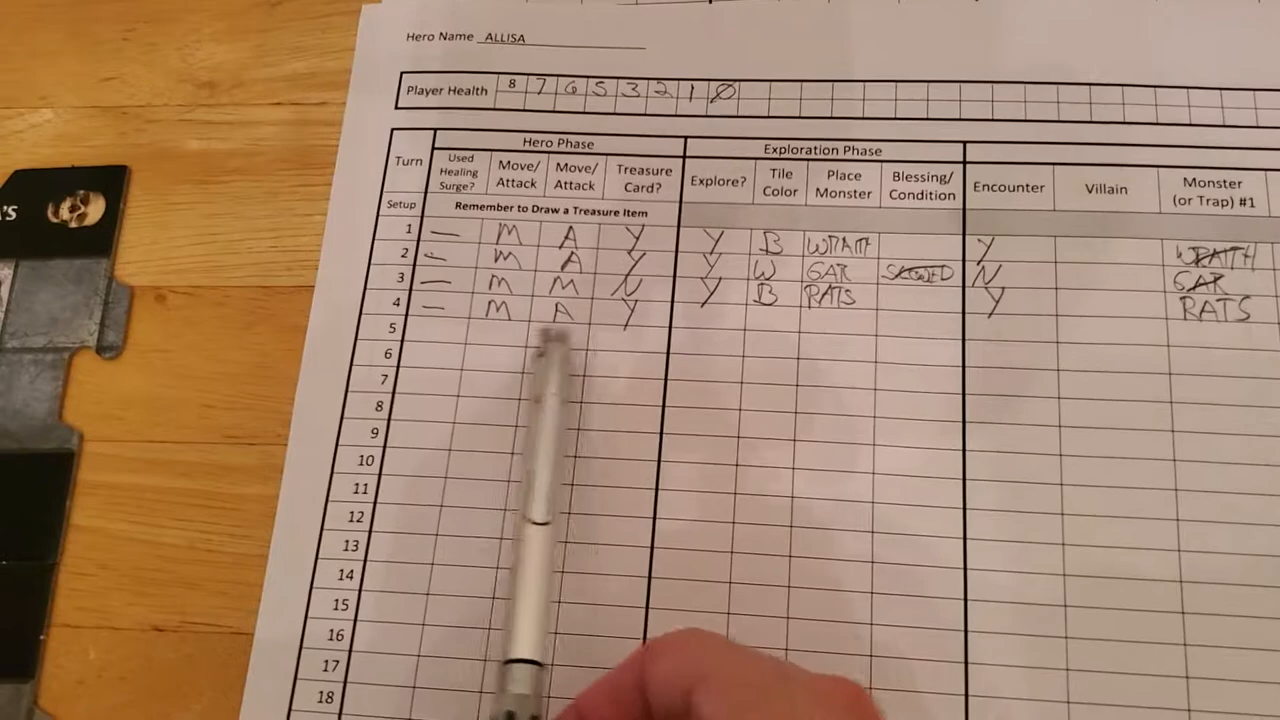 Hero Name ALLISA
Player Health 8 7 6 5 3 2 1 0
Hero Phase Exploration Phase
Turn Used Healing Surge? Move/ Attack Move/ Attack Treasure Card? Explore? Tile Color Place Monster Blessing/ Condition Encounter Villain Monster (or Trap) #1
Setup Remember to Draw a Treasure Item
1 — M A Y Y B WRAITH Y WRAITH
2 — M A Y Y W GAR SLOWED N GAR
3 — M M N Y B RATS Y RATS
4 — M A Y
5
6
7
8
9
10
11
12
13
14
15
16
17
18
'S